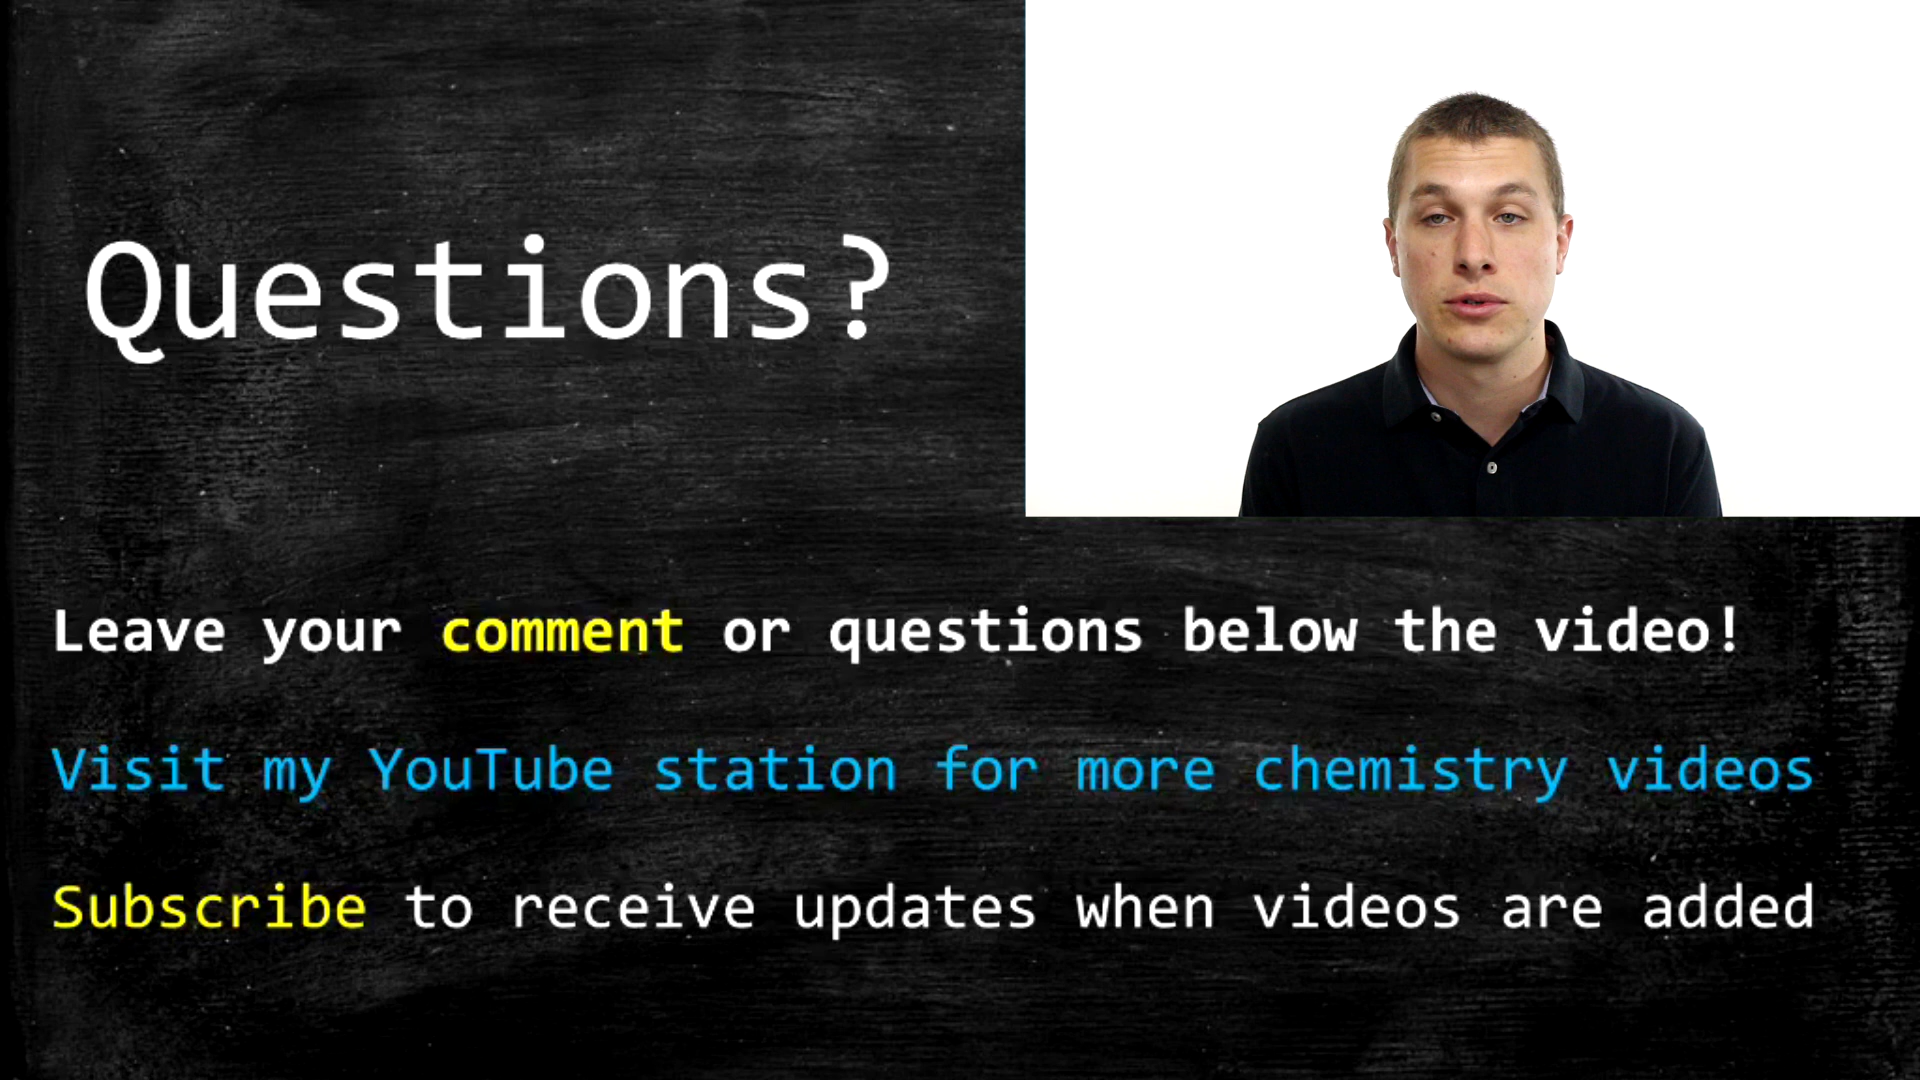 Questions?
Leave your comment or questions below the video!
Visit my YouTube station for more chemistry videos
Subscribe to receive updates when videos are added